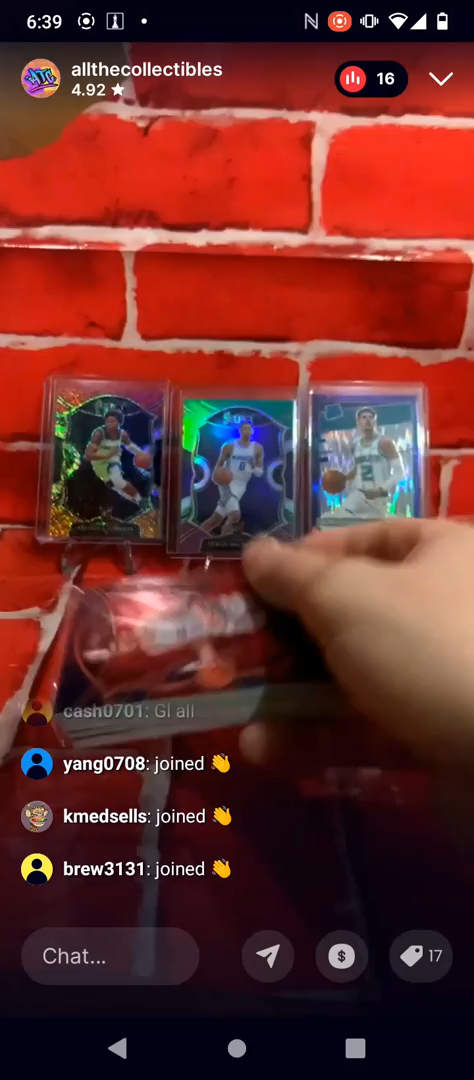 6:39
N
allthecollectibles
4.92 ★
16
cash0701: Gl all
yang0708: joined 👋
kmedsells: joined 👋
brew3131: joined 👋
Chat...
$
17